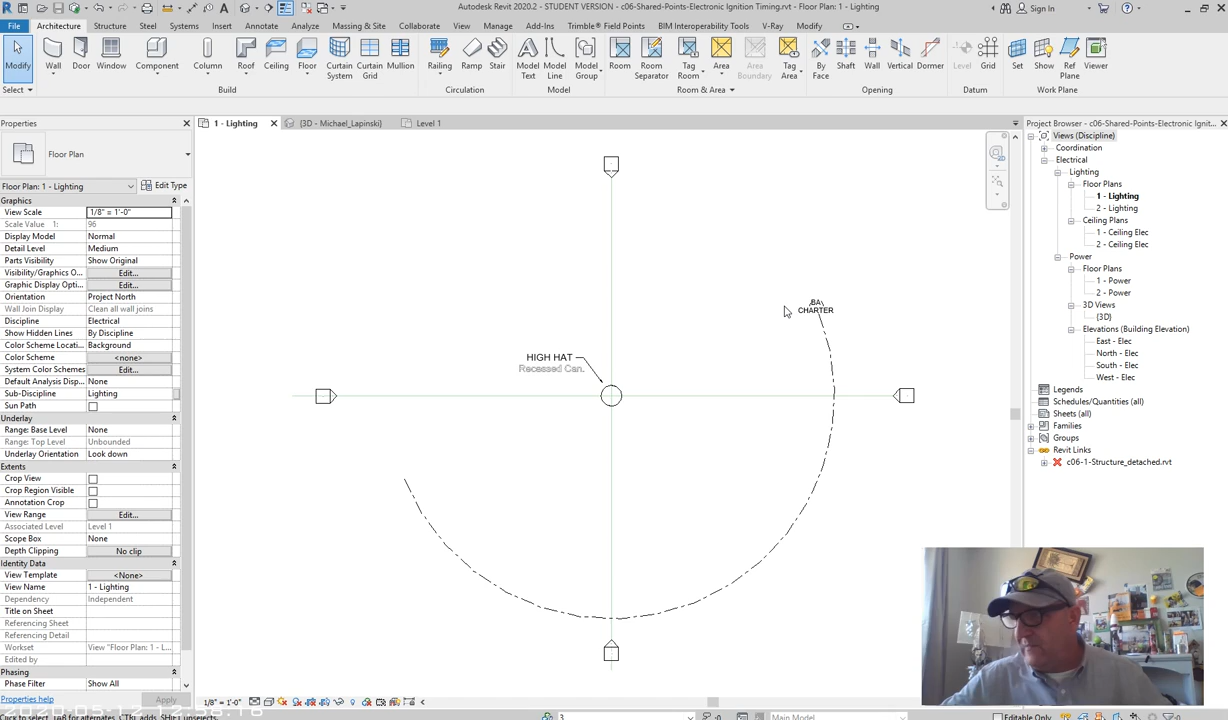 Autodesk Revit 2020.2 - STUDENT VERSION - c06-Shared-Points-Electronic Ignition Timing.rvt - Floor Plan: 1 - Lighting
Sign In
File Architecture Structure Steel Systems Insert Annotate Analyze Massing & Site Collaborate View Manage Add-Ins Trimble® Field Points BIM Interoperability Tools V-Ray Modify
Modify Wall Door Window Component Column Roof Ceiling Floor Curtain System Curtain Grid Mullion Railing Ramp Stair Model Text Model Line Model Group Room Room Separator Tag Room Area Area Boundary Tag Area By Face Shaft Wall Vertical Dormer Level Grid Set Show Ref Plane Viewer
Select Build Circulation Model Room & Area Opening Datum Work Plane
Properties
1 - Lighting
{3D - Michael_Lapinski}
Level 1
Project Browser - c06-Shared-Points-Electronic Ignit...
Floor Plan
Floor Plan: 1 - Lighting Edit Type
Graphics
View Scale 1/8" = 1'-0"
Scale Value 1: 96
Display Model Normal
Detail Level Medium
Parts Visibility Show Original
Visibility/Graphics O... Edit...
Graphic Display Opti... Edit...
Orientation Project North
Wall Join Display Clean all wall joins
Discipline Electrical
Show Hidden Lines By Discipline
Color Scheme Locati... Background
Color Scheme <none>
System Color Schemes Edit...
Default Analysis Disp... None
Sub-Discipline Lighting
Sun Path
Underlay
Range: Base Level None
Range: Top Level Unbounded
Underlay Orientation Look down
Extents
Crop View
Crop Region Visible
Annotation Crop
View Range Edit...
Associated Level Level 1
Scope Box None
Depth Clipping No clip
Identity Data
View Template <None>
View Name 1 - Lighting
Dependency Independent
Title on Sheet
Referencing Sheet
Referencing Detail
Workset View "Floor Plan: 1 - L...
Edited by
Phasing
Phase Filter Show All
Properties help Apply
HIGH HAT
Recessed Can.
BA
CHARTER
2D
Views (Discipline)
Coordination
Electrical
Lighting
Floor Plans
1 - Lighting
2 - Lighting
Ceiling Plans
1 - Ceiling Elec
2 - Ceiling Elec
Power
Floor Plans
1 - Power
2 - Power
3D Views
{3D}
Elevations (Building Elevation)
East - Elec
North - Elec
South - Elec
West - Elec
Legends
Schedules/Quantities (all)
Sheets (all)
Families
Groups
Revit Links
c06-1-Structure_detached.rvt
1/8" = 1'-0"
3
:0
Main Model
Editable Only
:0